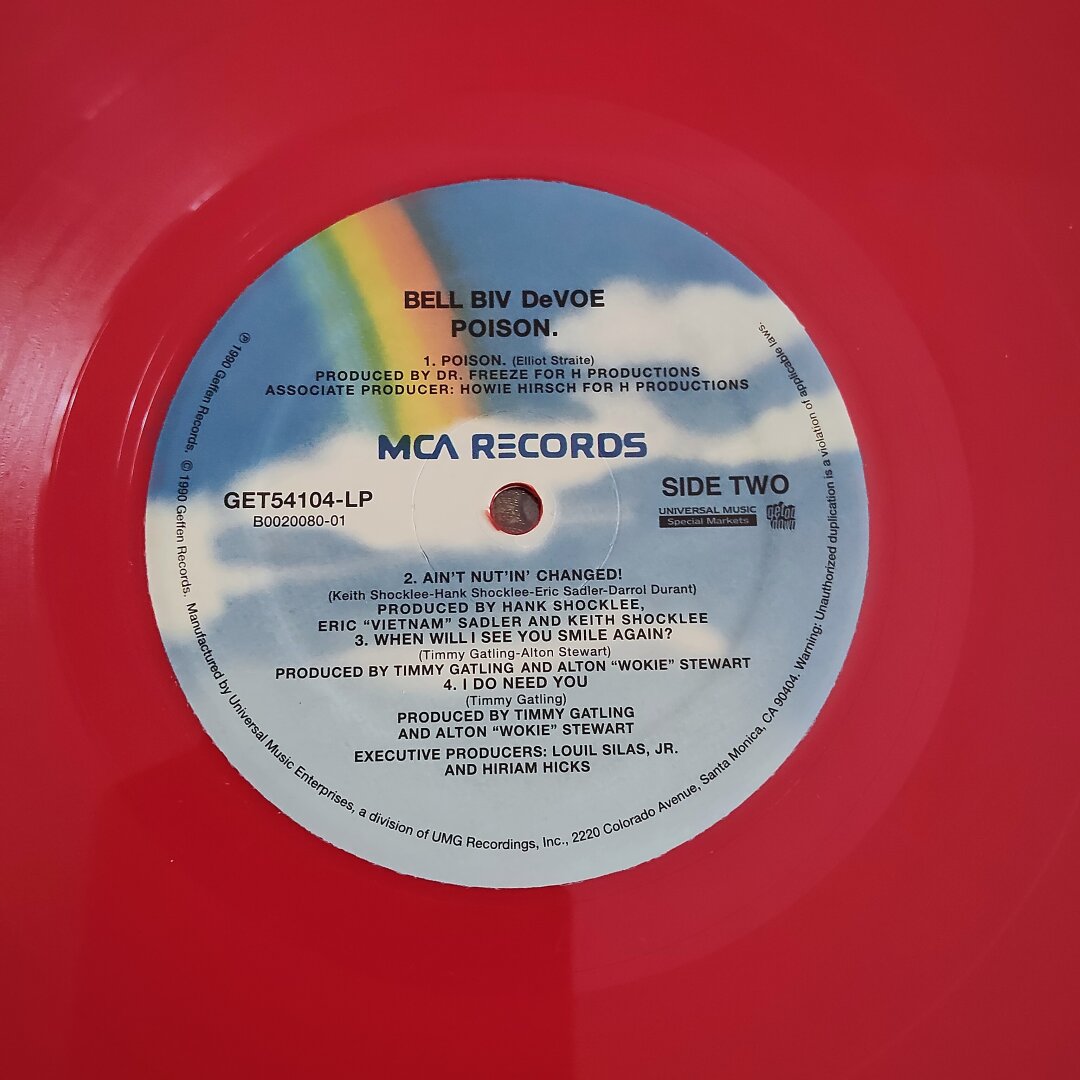 BELL BIV DeVOE
POISON.
1. POISON. (Elliot Straite)
PRODUCED BY DR. FREEZE FOR H PRODUCTIONS
ASSOCIATE PRODUCER: HOWIE HIRSCH FOR H PRODUCTIONS
MCA RECORDS
GET54104-LP
B0020080-01
SIDE TWO
UNIVERSAL MUSIC
Special Markets
get on down
2. AIN'T NUT'IN' CHANGED!
(Keith Shocklee-Hank Shocklee-Eric Sadler-Darrol Durant)
PRODUCED BY HANK SHOCKLEE,
ERIC “VIETNAM” SADLER AND KEITH SHOCKLEE
3. WHEN WILL I SEE YOU SMILE AGAIN?
(Timmy Gatling-Alton Stewart)
PRODUCED BY TIMMY GATLING AND ALTON “WOKIE” STEWART
4. I DO NEED YOU
(Timmy Gatling)
PRODUCED BY TIMMY GATLING
AND ALTON “WOKIE” STEWART
EXECUTIVE PRODUCERS: LOUIL SILAS, JR.
AND HIRIAM HICKS
℗ 1990 Geffen Records. © 1990 Geffen Records. Manufactured by Universal Music Enterprises, a division of UMG Recordings, Inc., 2220 Colorado Avenue, Santa Monica, CA 90404. Warning: Unauthorized duplication is a violation of applicable laws.